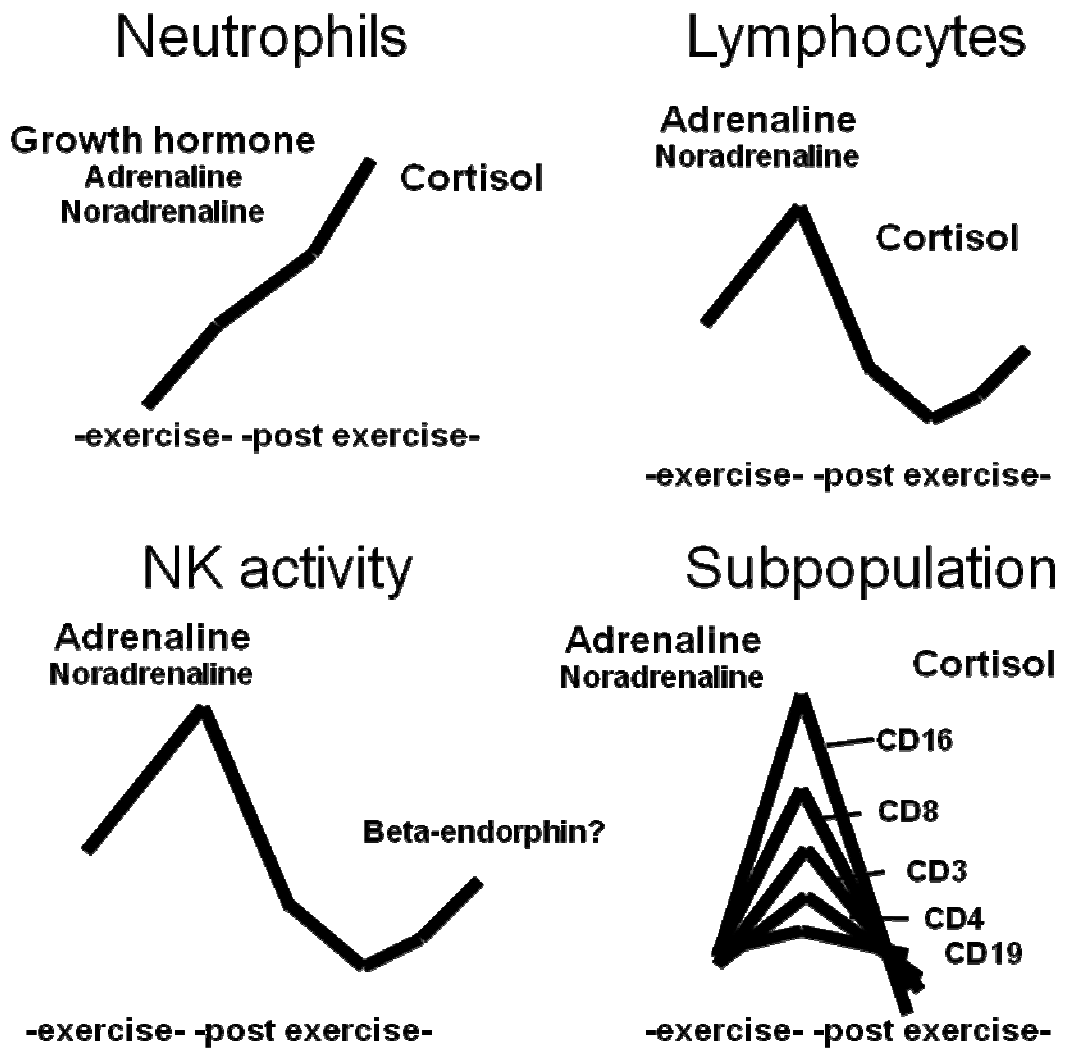 Neutrophils
Growth hormone
Adrenaline
Noradrenaline
Cortisol
-exercise- -post exercise-
Lymphocytes
Adrenaline
Noradrenaline
Cortisol
-exercise- -post exercise-
NK activity
Adrenaline
Noradrenaline
Beta-endorphin?
-exercise- -post exercise-
Subpopulation
Adrenaline
Noradrenaline
Cortisol
CD16
CD8
CD3
CD4
CD19
-exercise- -post exercise-